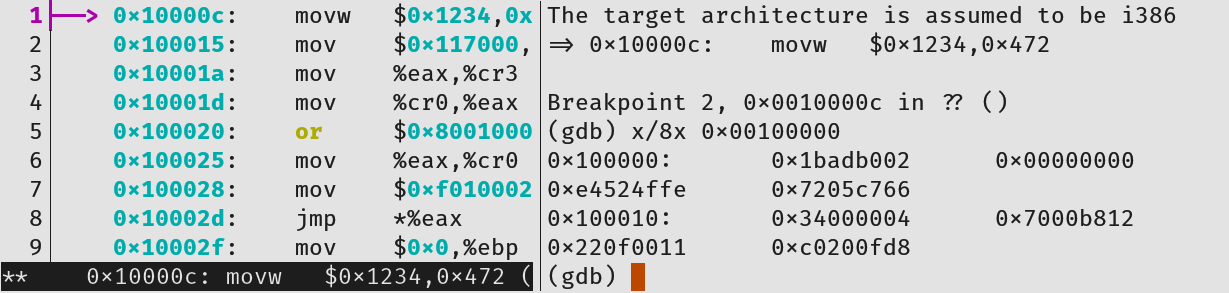 1 0x10000c: movw $0x1234,0x
2 0x100015: mov $0x117000,
3 0x10001a: mov %eax,%cr3
4 0x10001d: mov %cr0,%eax
5 0x100020: or $0x8001000
6 0x100025: mov %eax,%cr0
7 0x100028: mov $0xf010002
8 0x10002d: jmp *%eax
9 0x10002f: mov $0x0,%ebp
** 0x10000c: movw $0x1234,0x472 (
The target architecture is assumed to be i386
=> 0x10000c: movw $0x1234,0x472
Breakpoint 2, 0x0010000c in ?? ()
(gdb) x/8x 0x00100000
0x100000: 0x1badb002 0x00000000
0xe4524ffe 0x7205c766
0x100010: 0x34000004 0x7000b812
0x220f0011 0xc0200fd8
(gdb)